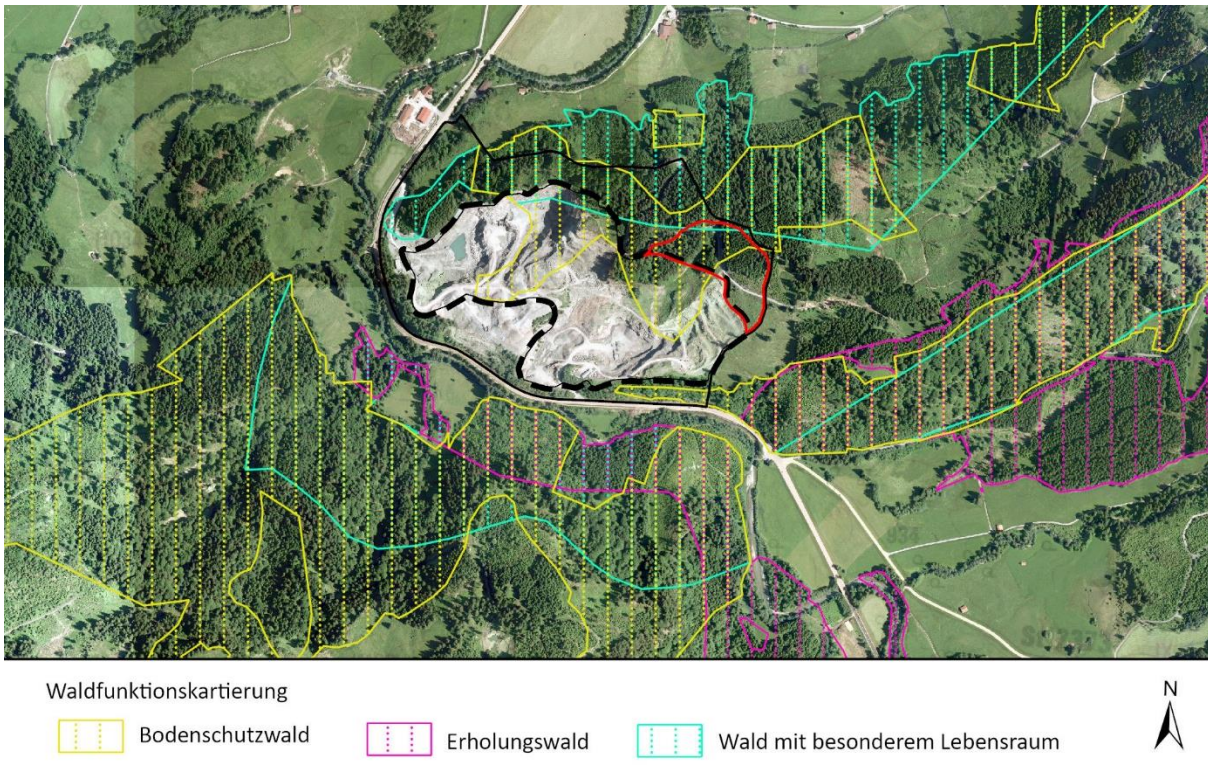 Waldfunktionskartierung
N
Bodenschutzwald
Erholungswald
Wald mit besonderem Lebensraum